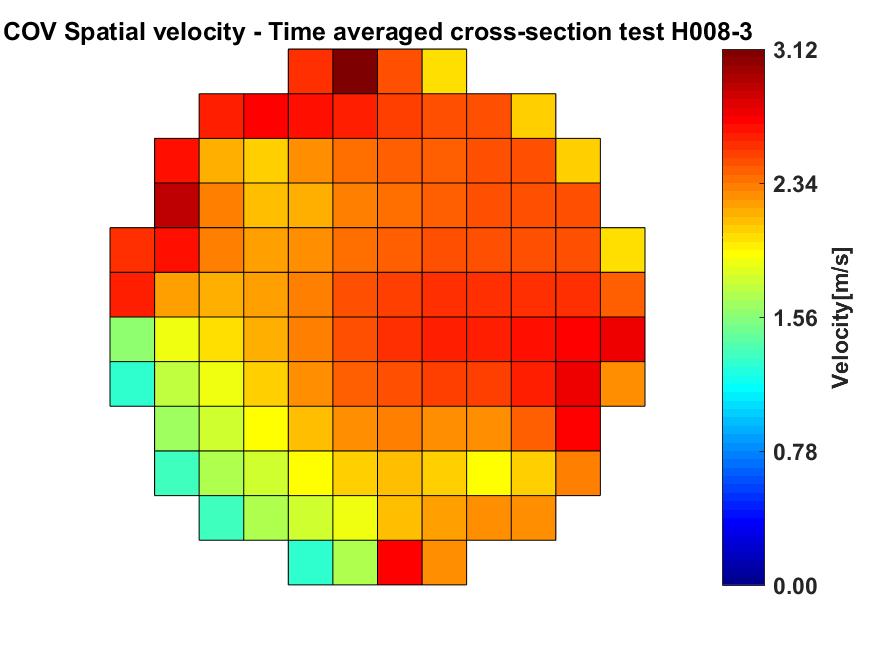 COV Spatial velocity - Time averaged cross-section test H008-3
3.12
2.34
1.56
0.78
0.00
Velocity[m/s]